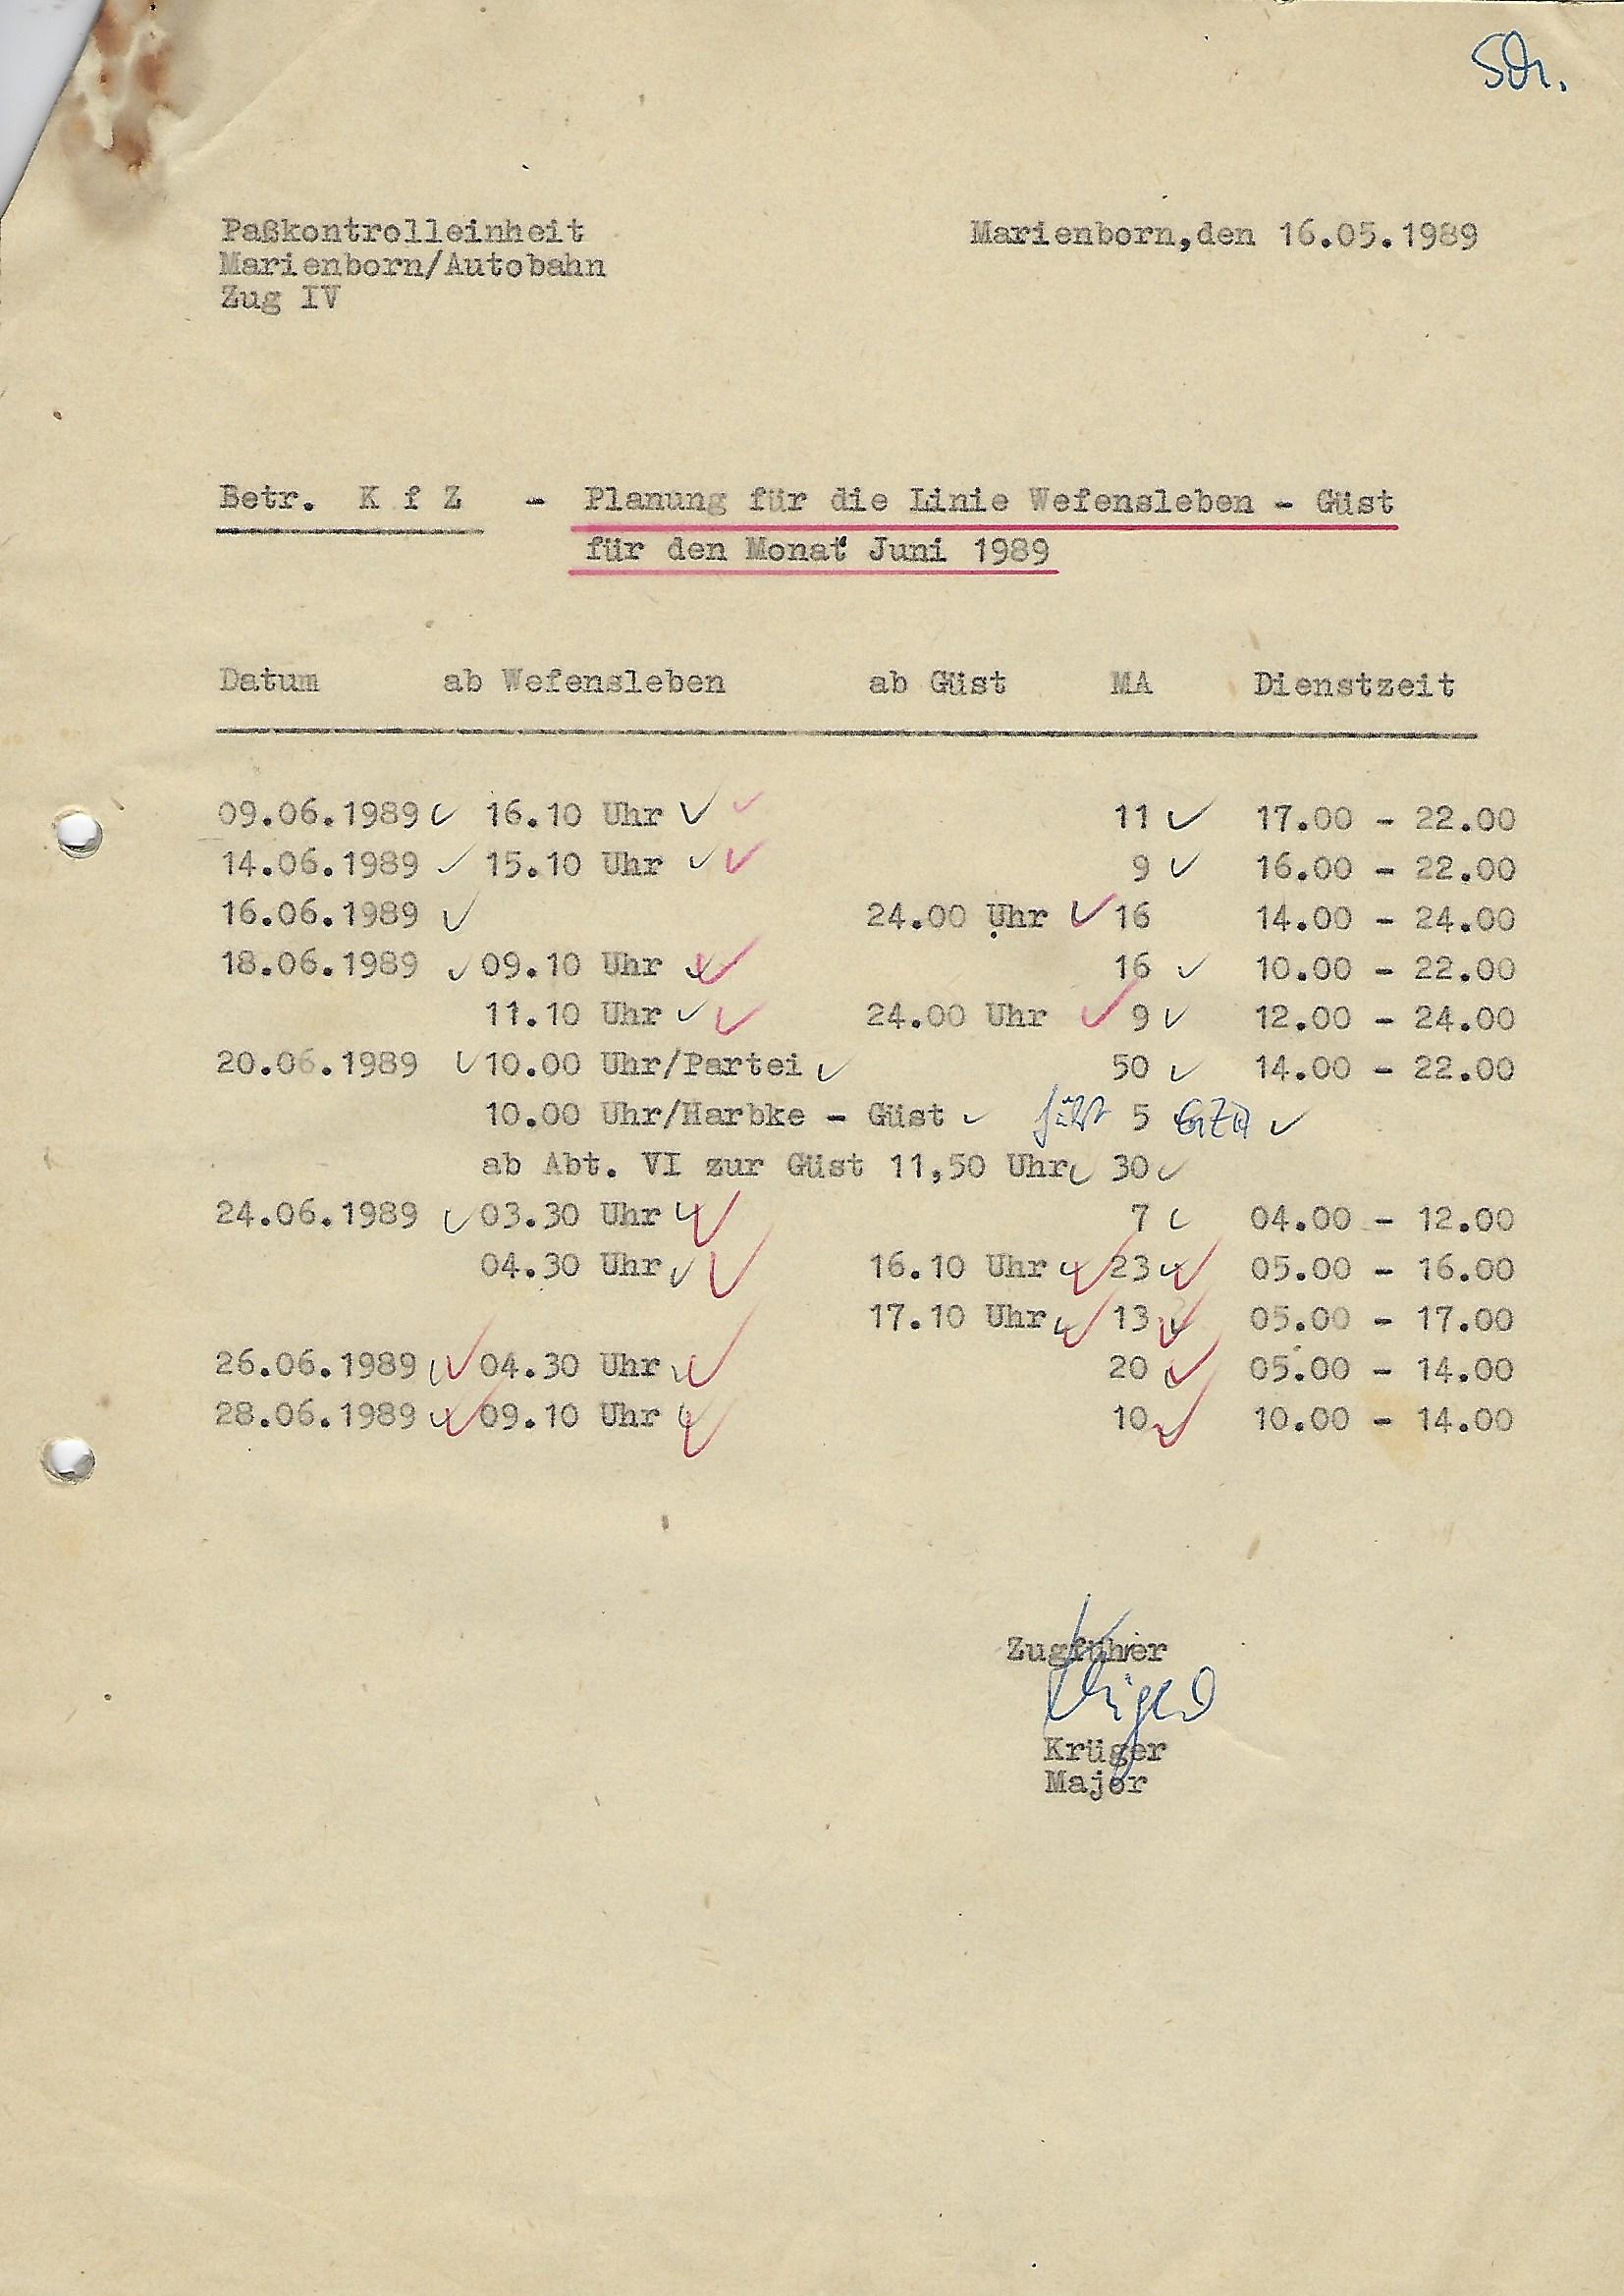 Paßkontrolleinheit Marienborn,den 16.05.1989
Marienborn/Autobahn
Zug IV
Betr. K f Z - Planung für die Linie Wefensleben - Güst
für den Monat Juni 1989
Datum ab Wefensleben ab Güst MA Dienstzeit
09.06.1989 16.10 Uhr 11 17.00 - 22.00
14.06.1989 15.10 Uhr 9 16.00 - 22.00
16.06.1989 24.00 Uhr 16 14.00 - 24.00
18.06.1989 09.10 Uhr 16 10.00 - 22.00
11.10 Uhr 24.00 Uhr 9 12.00 - 24.00
20.06.1989 10.00 Uhr/Partei 50 14.00 - 22.00
10.00 Uhr/Harbke - Güst fährt 5
ab Abt. VI zur Güst 11,50 Uhr 30
24.06.1989 03.30 Uhr 7 04.00 - 12.00
04.30 Uhr 16.10 Uhr 23 05.00 - 16.00
17.10 Uhr 13 05.00 - 17.00
26.06.1989 04.30 Uhr 20 05.00 - 14.00
28.06.1989 09.10 Uhr 10 10.00 - 14.00
Zugführer
Krüger
Major